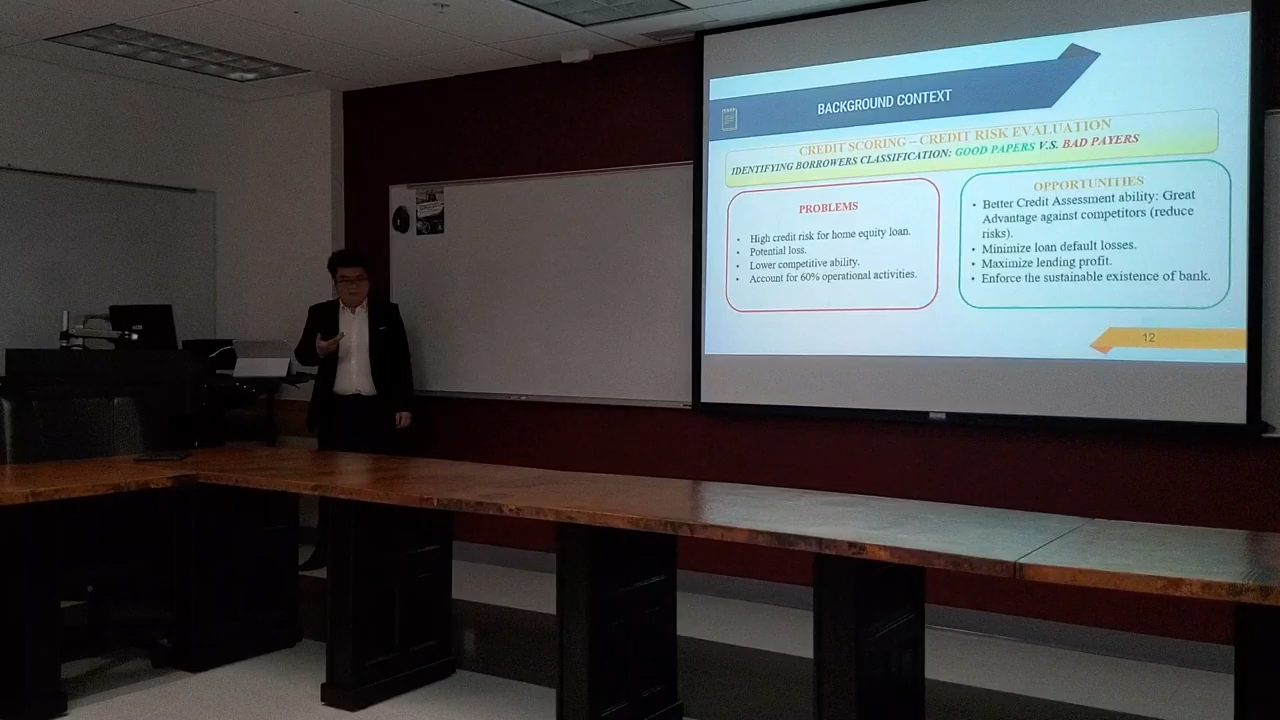 BACKGROUND CONTEXT
CREDIT SCORING – CREDIT RISK EVALUATION
IDENTIFYING BORROWERS CLASSIFICATION: GOOD PAPERS V.S. BAD PAYERS
PROBLEMS
• High credit risk for home equity loan.
• Potential loss.
• Lower competitive ability.
• Account for 60% operational activities.
OPPORTUNITIES
• Better Credit Assessment ability: Great
Advantage against competitors (reduce
risks).
• Minimize loan default losses.
• Maximize lending profit.
• Enforce the sustainable existence of bank.
12